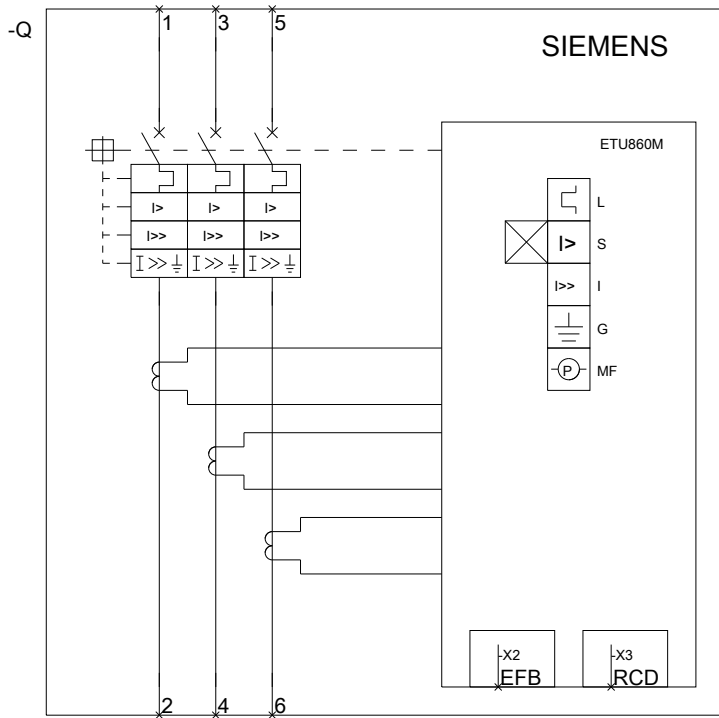 -Q
1 3 5
SIEMENS
ETU860M
L
I> I> I>
I> S
I>> I>> I>>
I>> I
I>> I>> I>>
G
P MF
-X2
EFB
-X3
RCD
2 4 6